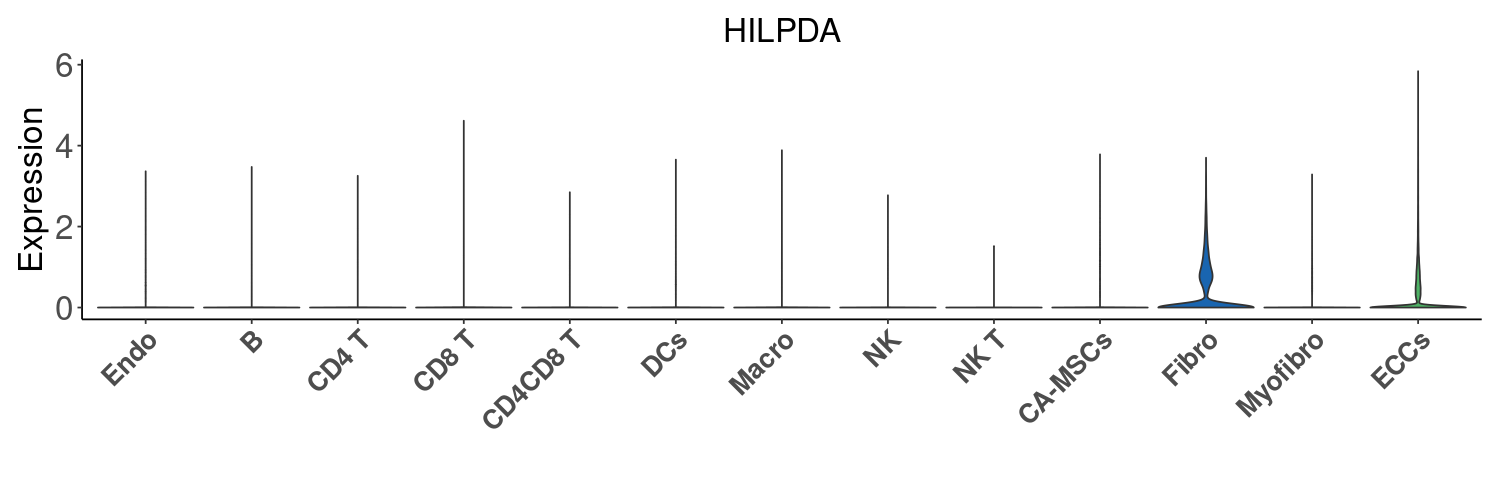 HILPDA
Expression
6
4
2
0
Endo
B
CD4 T
CD8 T
CD4CD8 T
DCs
Macro
NK
NK T
CA-MSCs
Fibro
Myofibro
ECCs